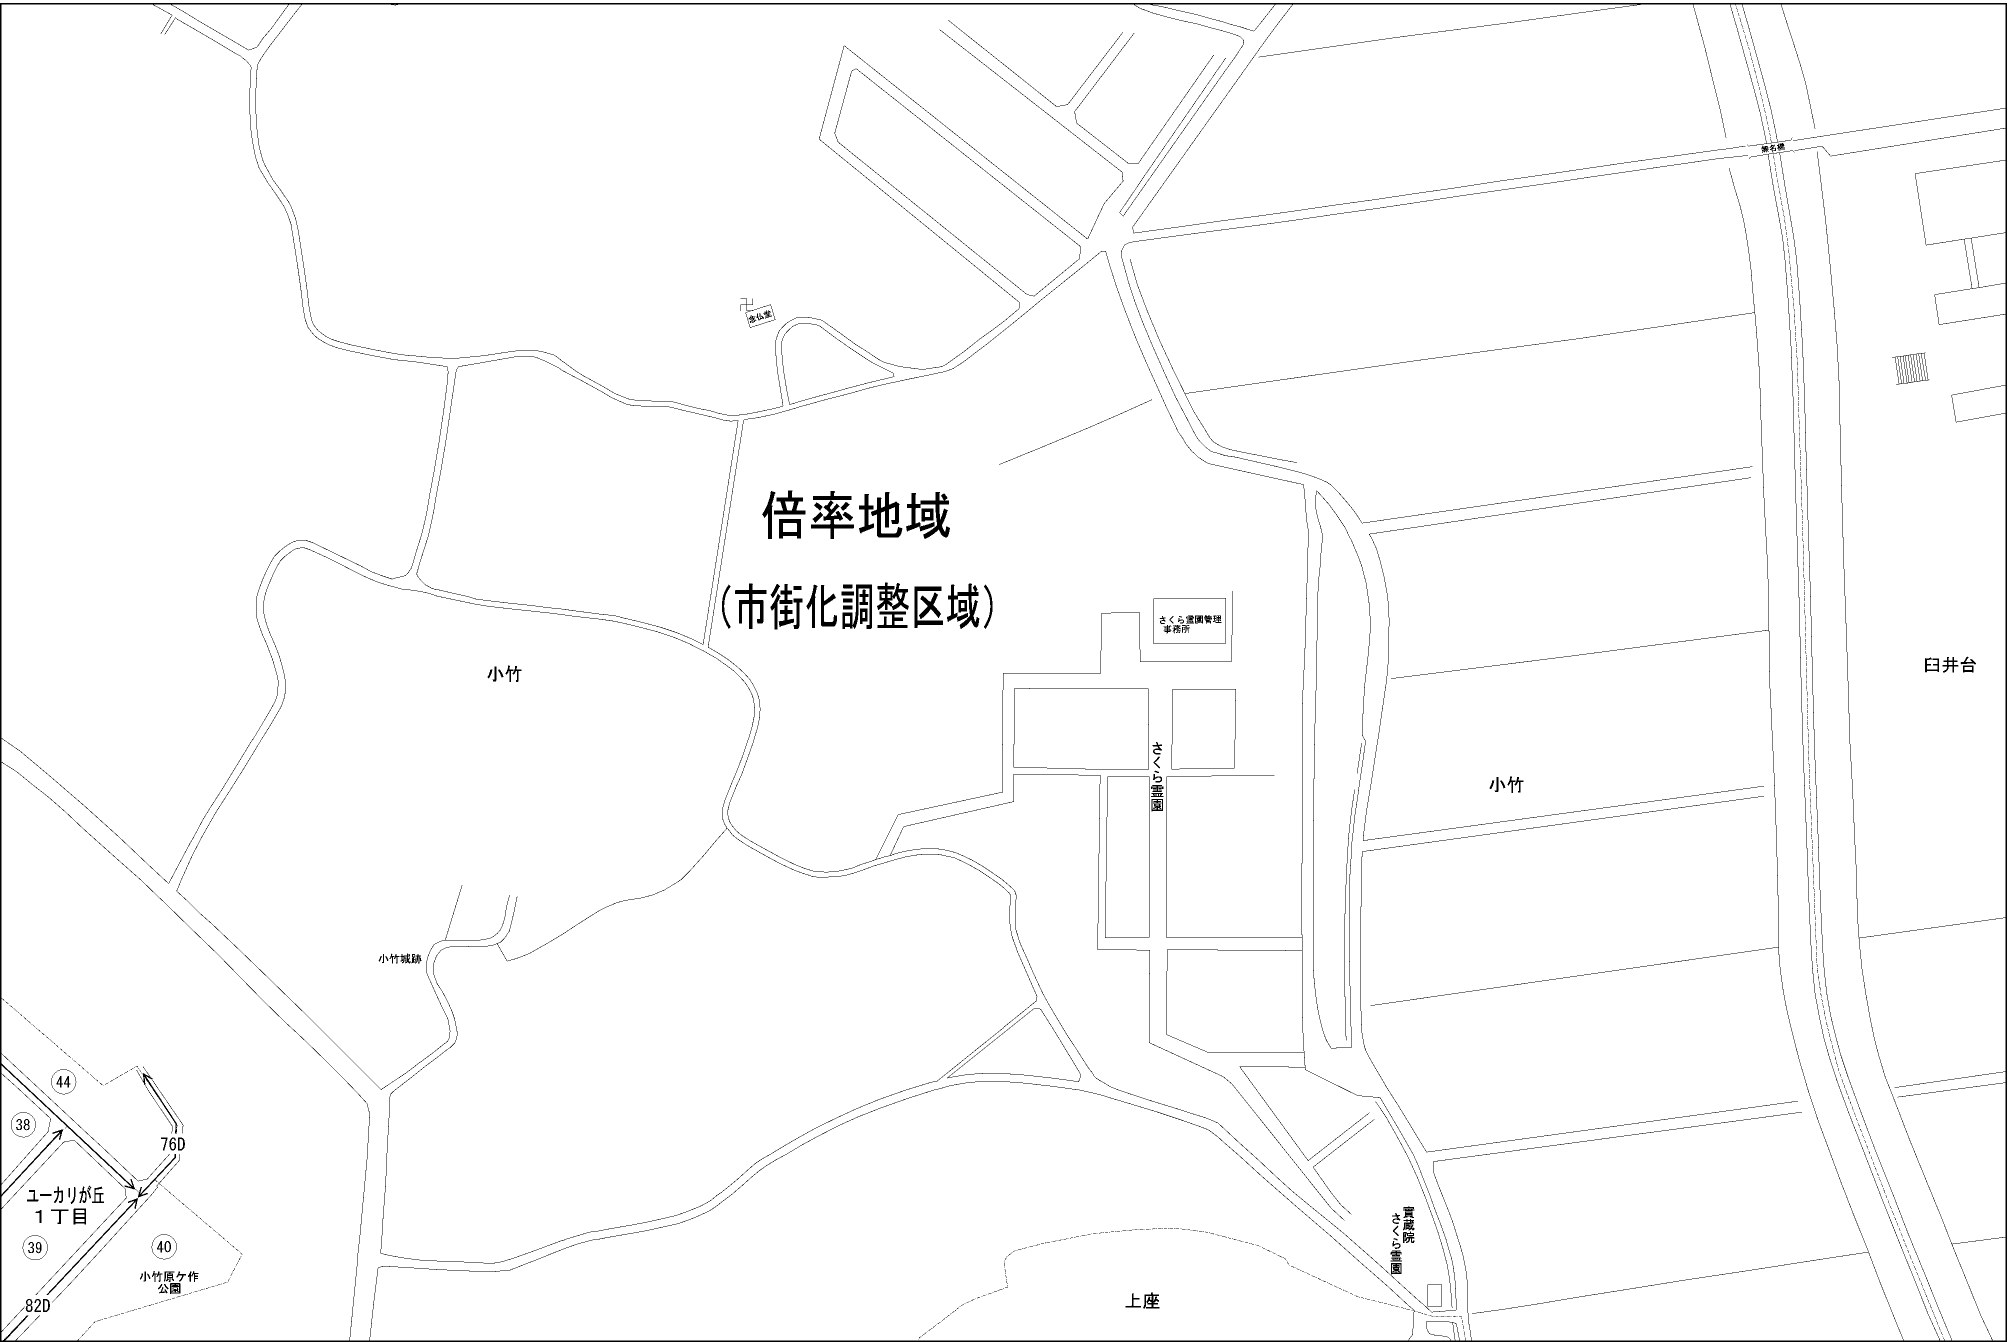 無名橋
念仏堂
倍率地域
(市街化調整区域)
さくら霊園管理
事務所
小竹
臼井台
さくら霊園
小竹
小竹城跡
44
38
76D
ユーカリが丘
1丁目
39
40
小竹原ケ作
公園
82D
實蔵院
さくら霊園
上座